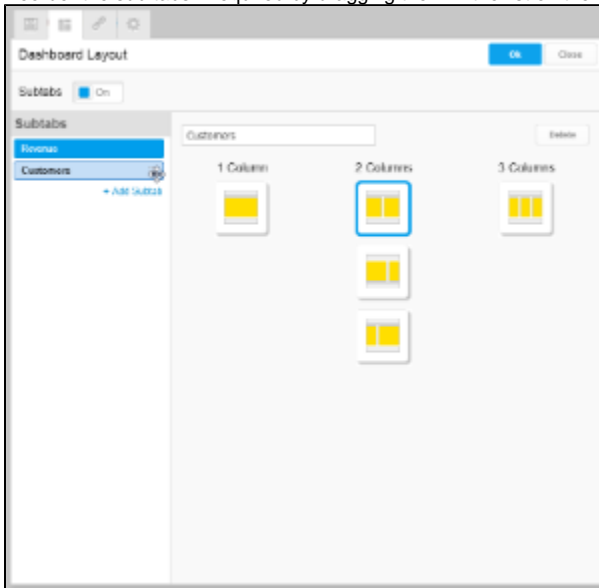 Dashboard Layout
Ok
Close
Subtabs
On
Subtabs
Revenue
Customers
+ Add Subtab
Customers
Delete
1 Column
2 Columns
3 Columns